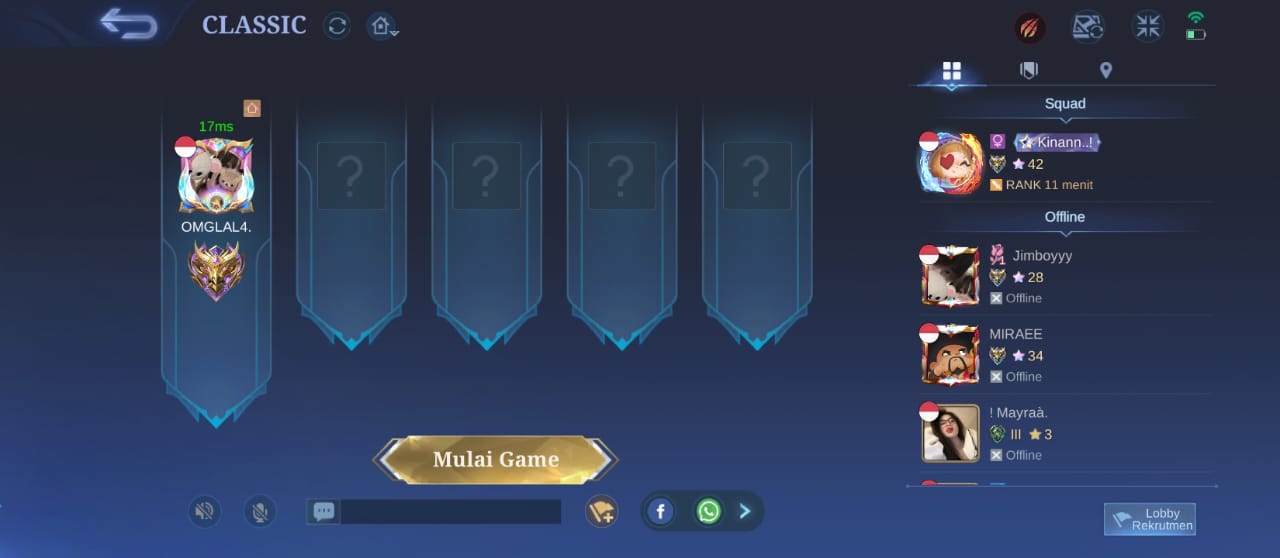 CLASSIC
17ms
OMGLAL4.
?
?
?
?
Mulai Game
Squad
Kinann..!
42
RANK 11 menit
Offline
Jimboyyy
28
Offline
MIRAEE
34
Offline
! Mayraà.
III 3
Offline
Lobby
Rekrutmen